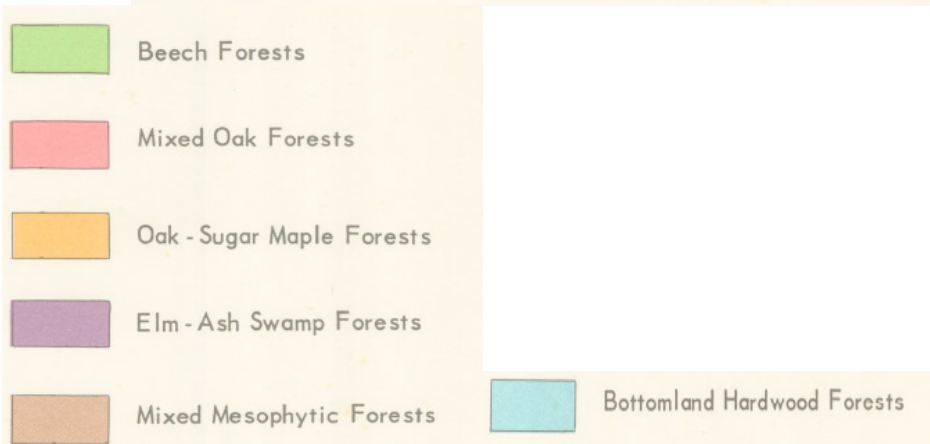 Beech Forests
Mixed Oak Forests
Oak - Sugar Maple Forests
Elm - Ash Swamp Forests
Mixed Mesophytic Forests
Bottomland Hardwood Forests